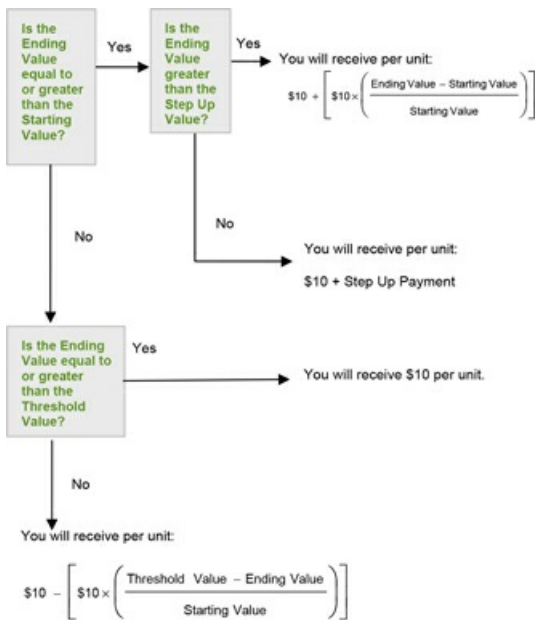 Is the
Ending
Value
equal to
or greater
than the
Starting
Value?
Yes
Is the
Ending
Value
greater
than the
Step Up
Value?
Yes
You will receive per unit:
$10 + [ $10 × ( Ending Value – Starting Value
Starting Value ) ]
No
You will receive per unit:
$10 + Step Up Payment
No
Is the Ending
Value equal to
or greater
than the
Threshold
Value?
Yes
You will receive $10 per unit.
No
You will receive per unit:
$10 – [ $10 × ( Threshold Value – Ending Value
Starting Value ) ]